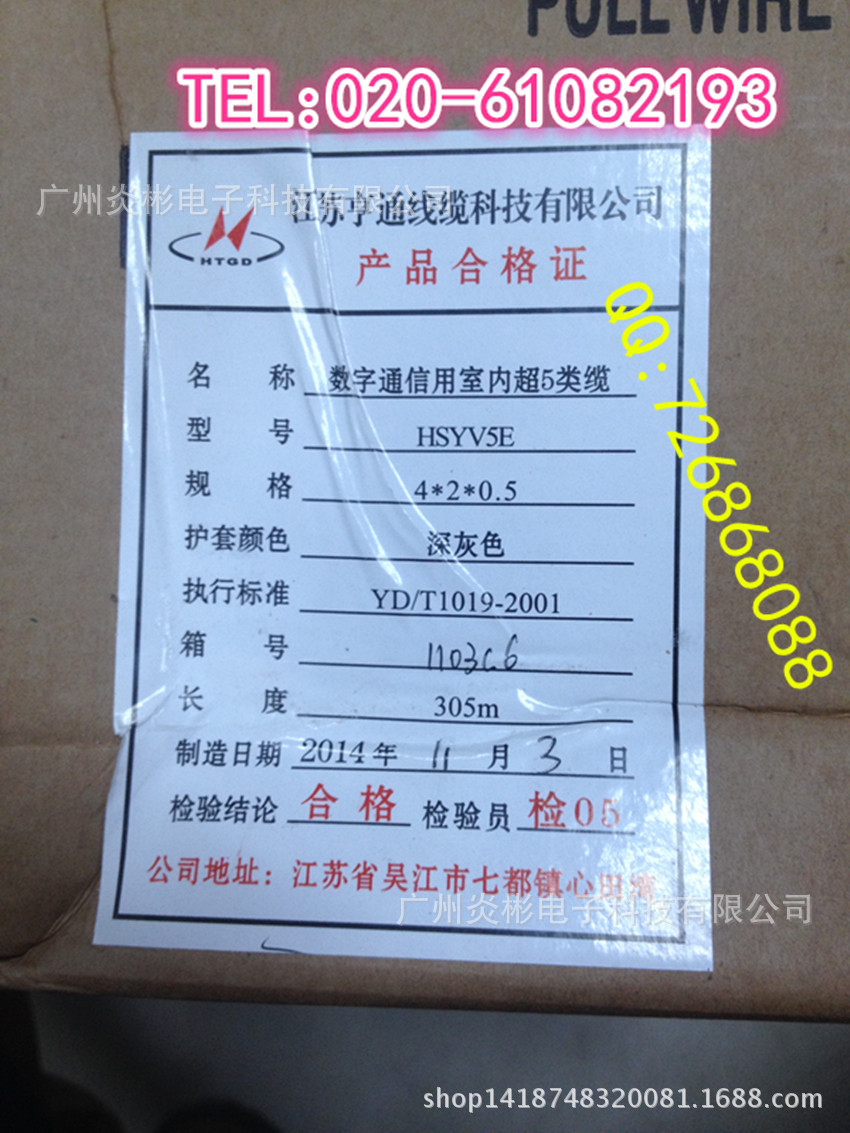 PULL WIRE
TEL:020-61082193
广州炎彬电子科技有限公司
江苏亨通线缆科技有限公司
HTGD
产品合格证
QQ:726868088
名 称 数字通信用室内超5类缆
型 号 HSYV5E
规 格 4*2*0.5
护套颜色 深灰色
执行标准 YD/T1019-2001
箱 号 1703C6
长 度 305m
制造日期 2014年 11 月 3 日
检验结论 合格 检验员 检05
公司地址:江苏省吴江市七都镇心田湾
广州炎彬电子科技有限公司
shop1418748320081.1688.com